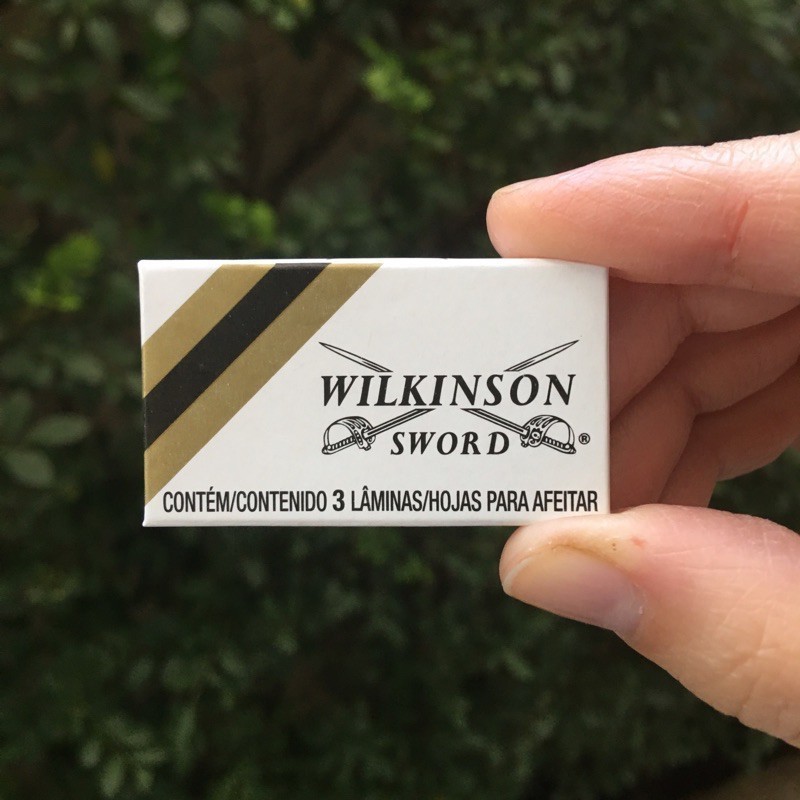 WILKINSON
SWORD ®
CONTÉM/CONTENIDO 3 LÂMINAS/HOJAS PARA AFEITAR